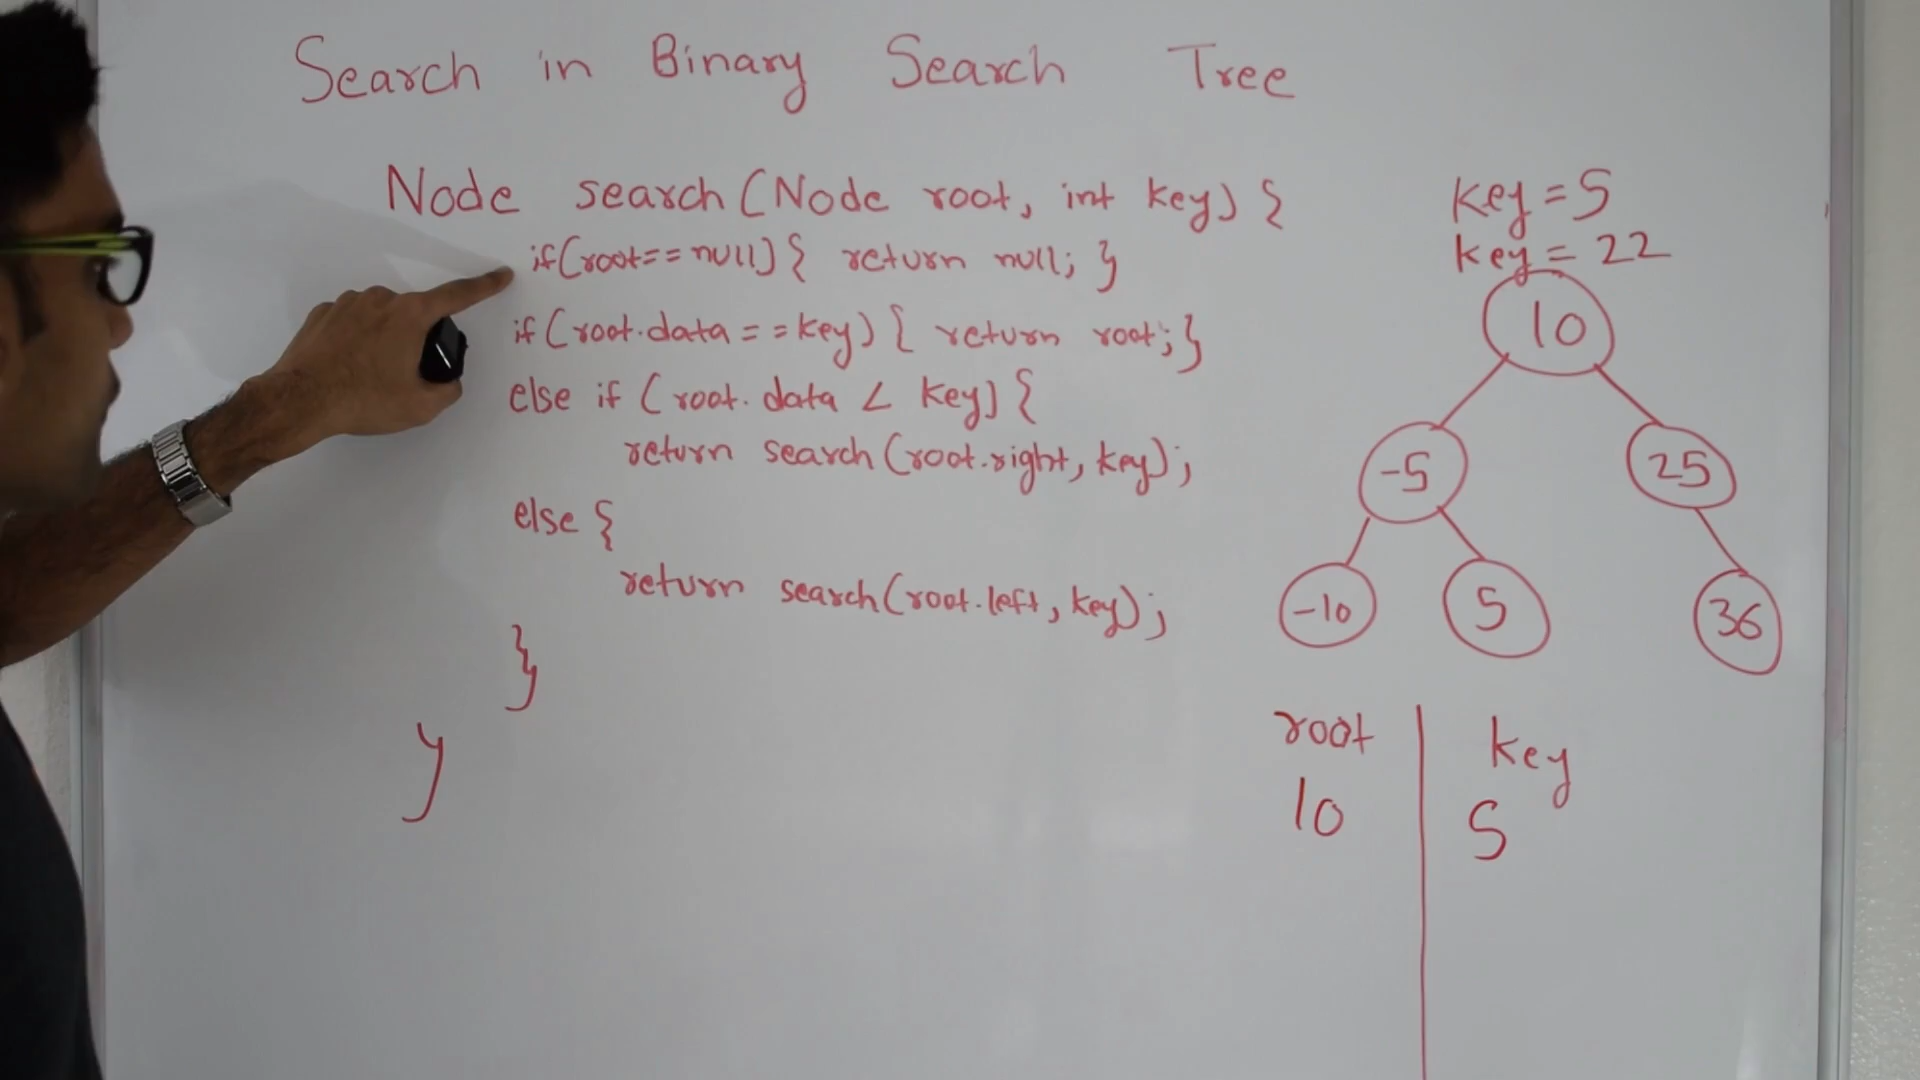 Search in Binary Search Tree
Node search(Node root, int key) {
if(root==null){ return null; }
if(root.data==key){ return root;}
else if (root.data < key){
return search(root.right, key);
else {
return search(root.left, key);
}
}
key=5
key=22
10
-5 25
-10 5 36
root key
10 5